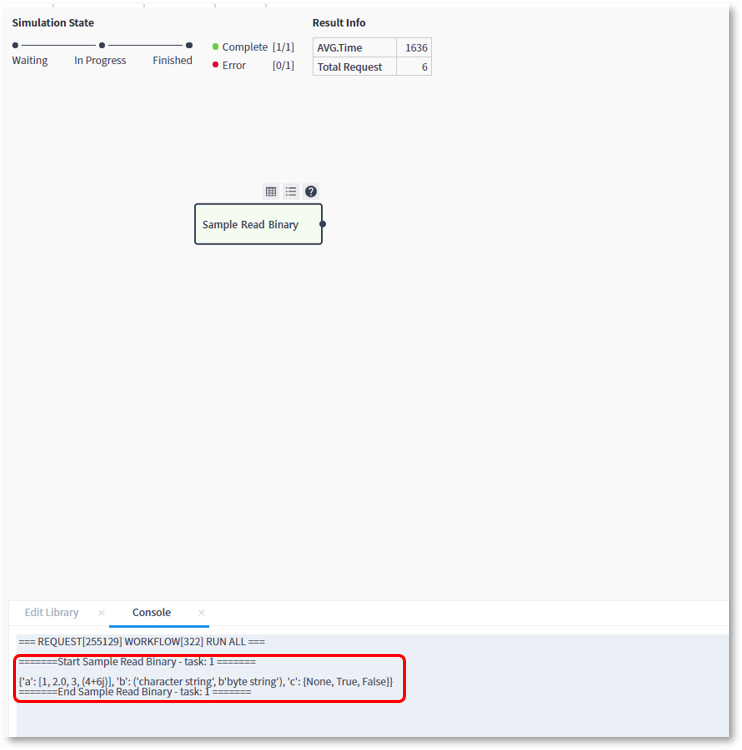 Simulation State
Waiting In Progress Finished
Complete [1/1]
Error [0/1]
Result Info
AVG.Time 1636
Total Request 6
?
Sample Read Binary
Edit Library × Console ×
=== REQUEST[255129] WORKFLOW[322] RUN ALL ===
=======Start Sample Read Binary - task: 1 =======
{'a': [1, 2.0, 3, (4+6j)], 'b': ('character string', b'byte string'), 'c': {None, True, False}}
=======End Sample Read Binary - task: 1 =======